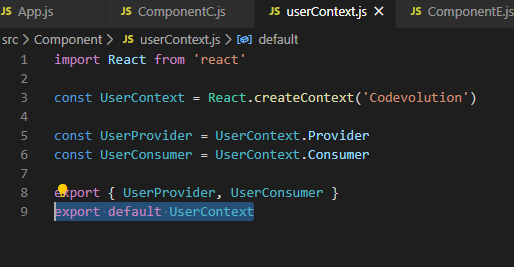 JS App.js JS ComponentC.js JS userContext.js × JS ComponentE.js
src > Component > JS userContext.js > default
1 import React from 'react'
2
3 const UserContext = React.createContext('Codevolution')
4
5 const UserProvider = UserContext.Provider
6 const UserConsumer = UserContext.Consumer
7
8 export { UserProvider, UserConsumer }
9 export default UserContext